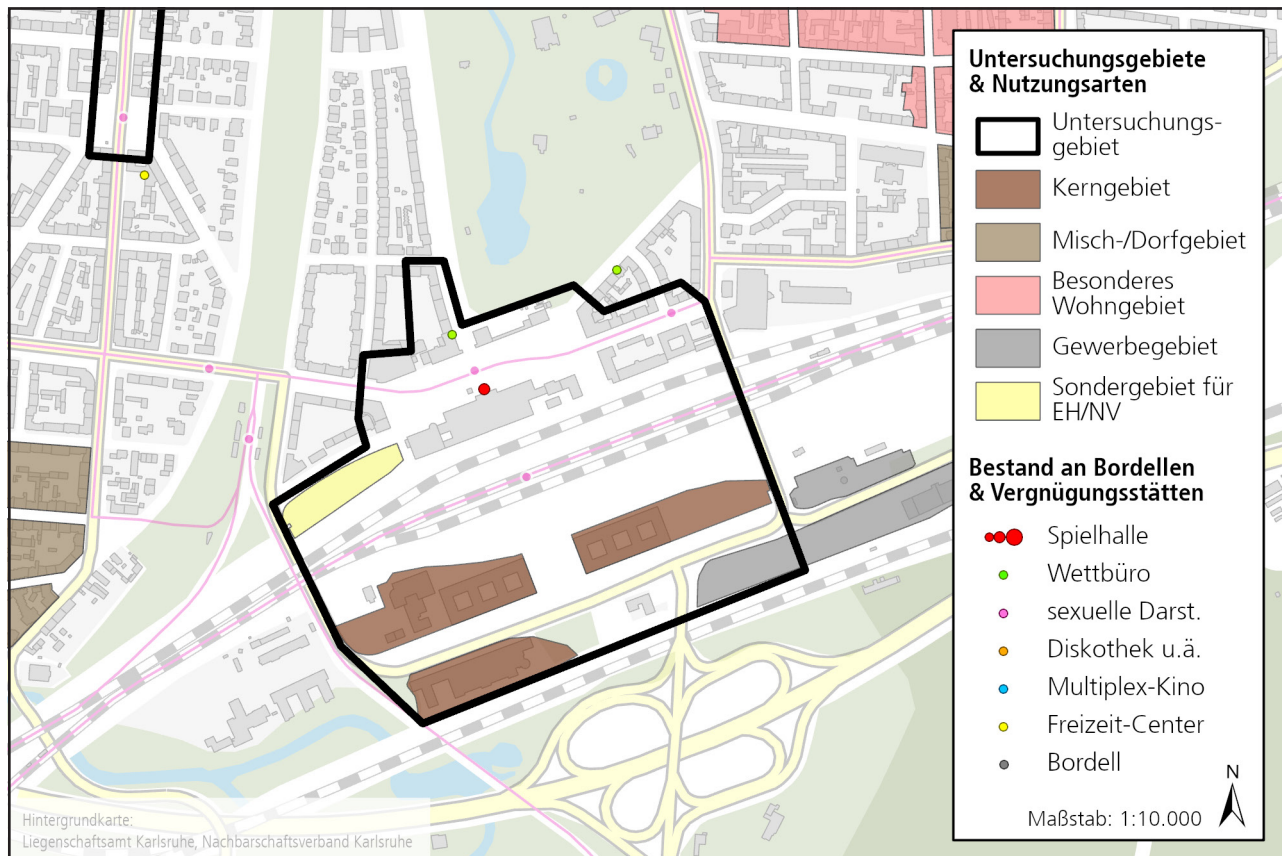 Untersuchungsgebiete
& Nutzungsarten
Untersuchungs-
gebiet
Kerngebiet
Misch-/Dorfgebiet
Besonderes
Wohngebiet
Gewerbegebiet
Sondergebiet für
EH/NV
Bestand an Bordellen
& Vergnügungsstätten
Spielhalle
Wettbüro
sexuelle Darst.
Diskothek u.ä.
Multiplex-Kino
Freizeit-Center
Bordell
N
Maßstab: 1:10.000
Hintergrundkarte:
Liegenschaftsamt Karlsruhe, Nachbarschaftsverband Karlsruhe